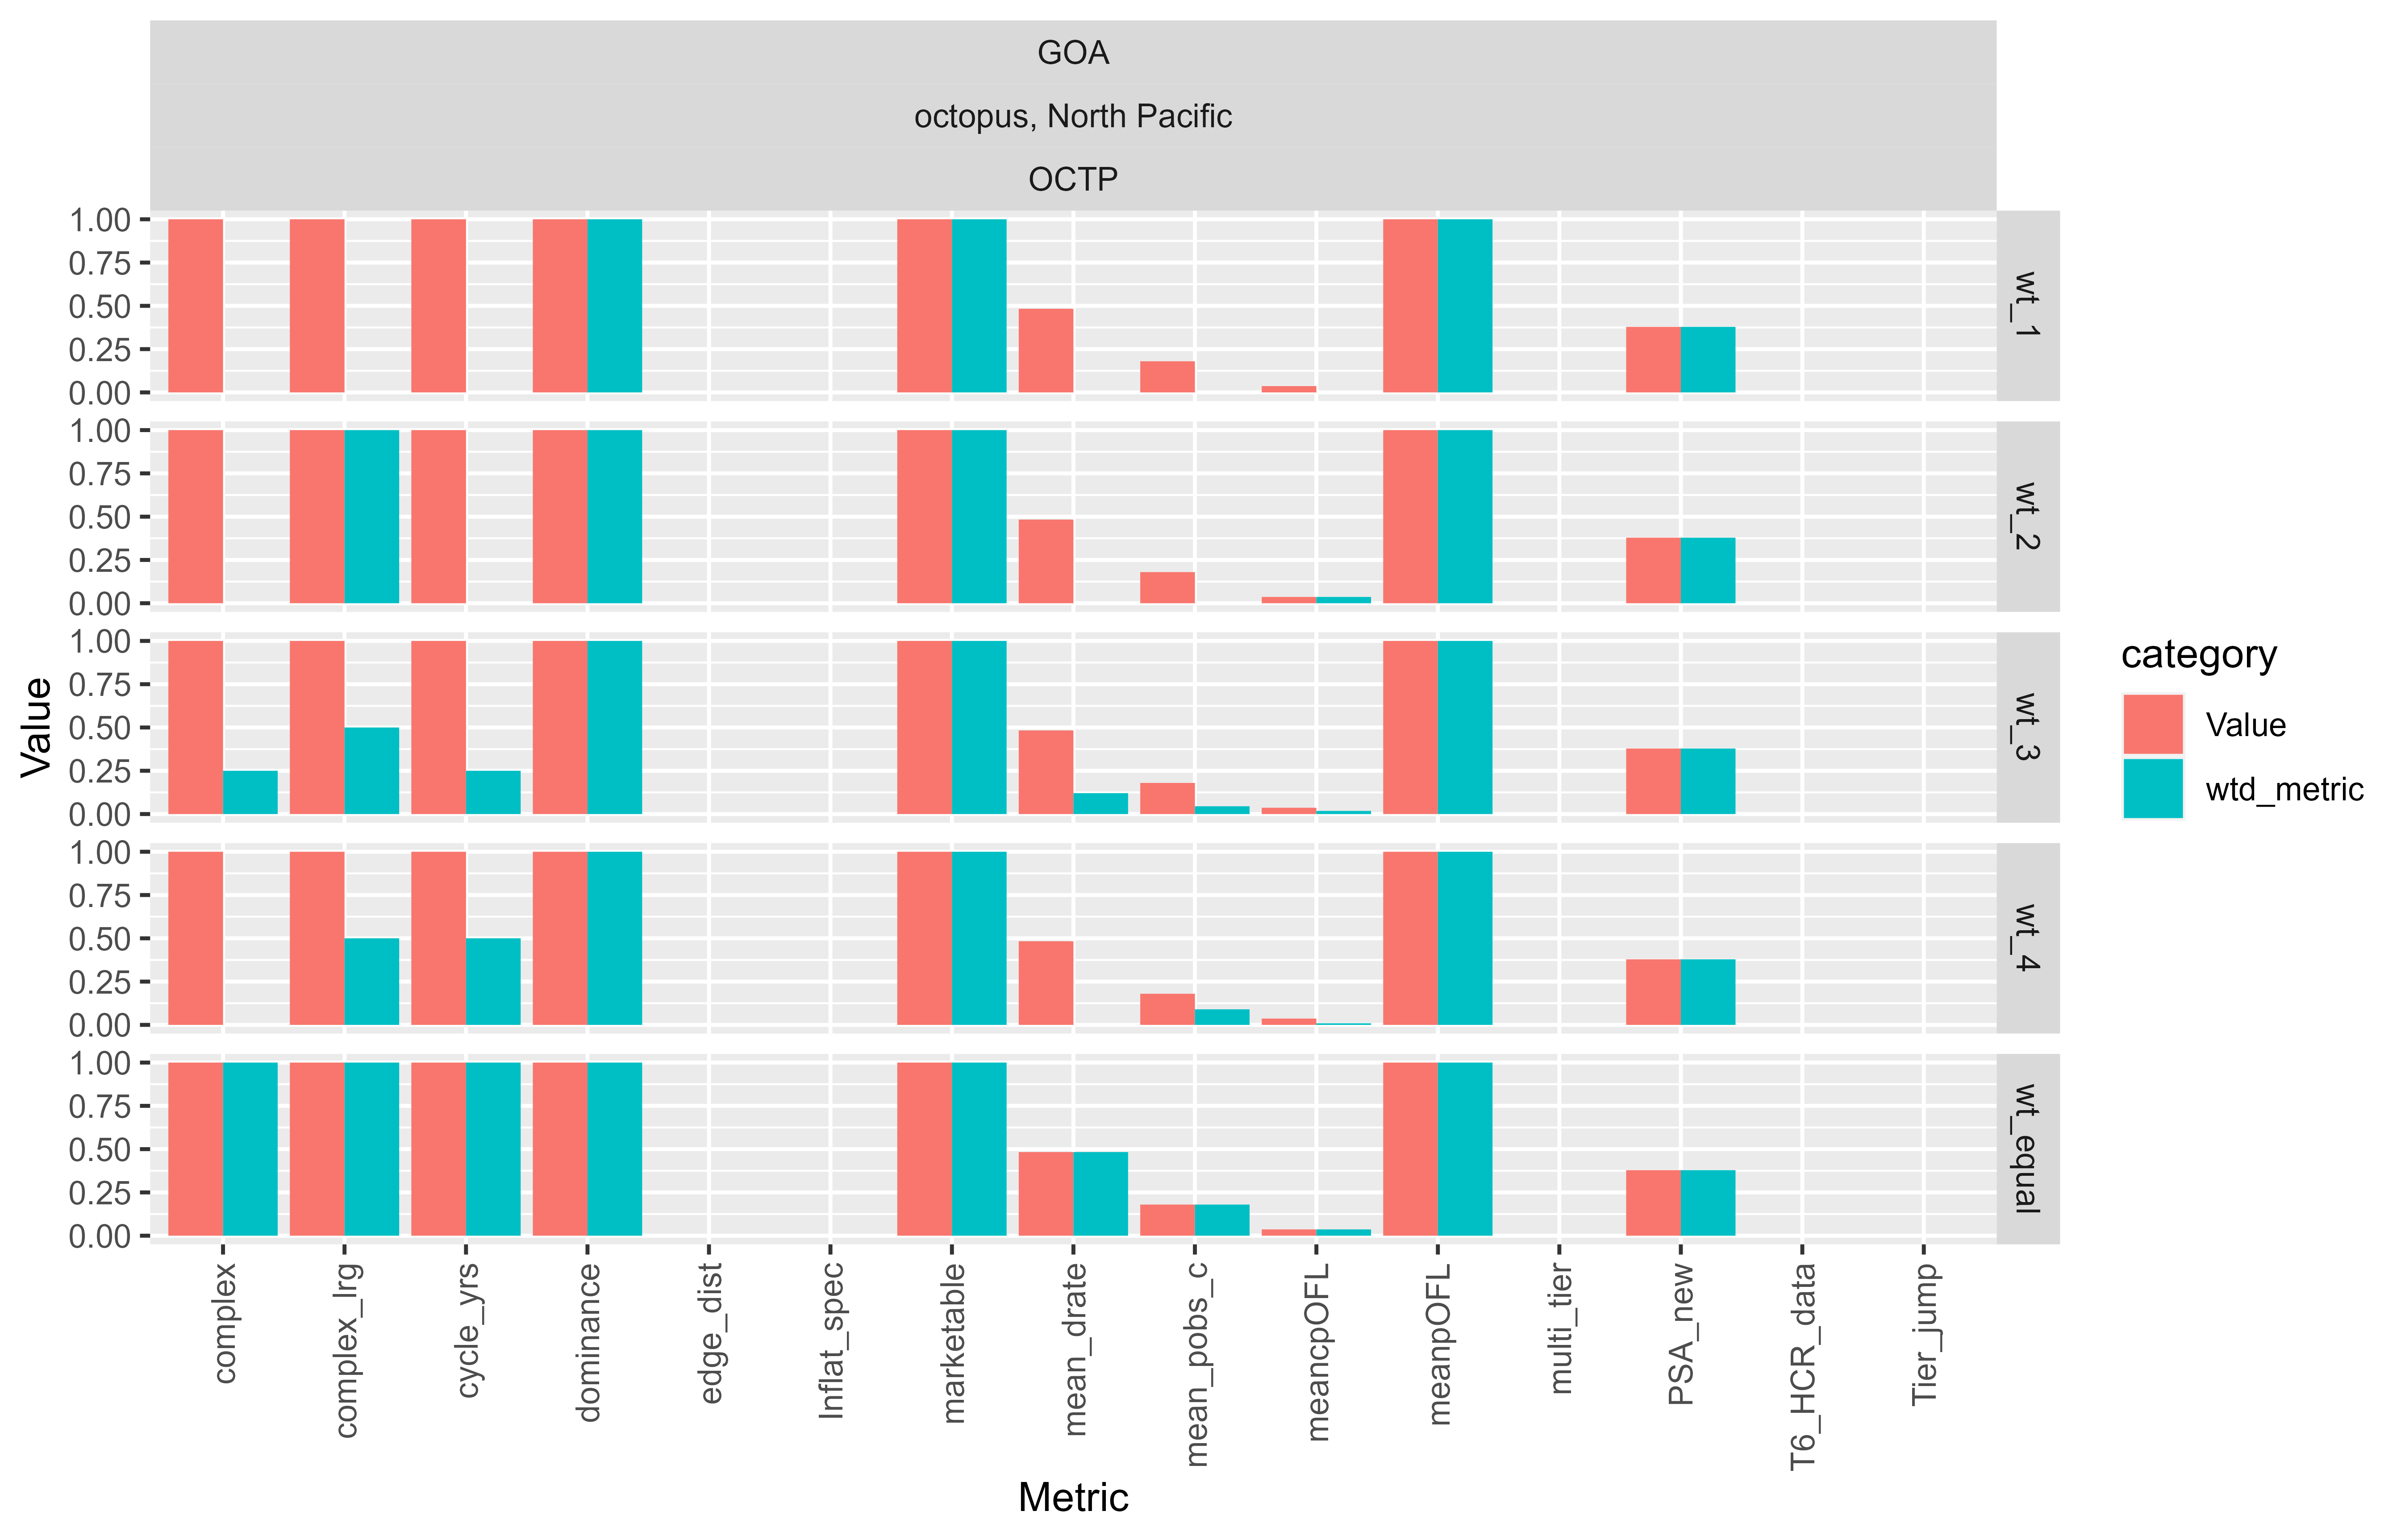 GOA
octopus, North Pacific
OCTP
1.00
0.75
0.50
0.25
0.00
wt_1
1.00
0.75
0.50
0.25
0.00
wt_2
1.00
0.75
0.50
0.25
0.00
wt_3
1.00
0.75
0.50
0.25
0.00
wt_4
1.00
0.75
0.50
0.25
0.00
wt_equal
Value
complex
complex_lrg
cycle_yrs
dominance
edge_dist
Inflat_spec
marketable
mean_drate
mean_pobs_c
meancpOFL
meanpOFL
multi_tier
PSA_new
T6_HCR_data
Tier_jump
Metric
category
Value
wtd_metric